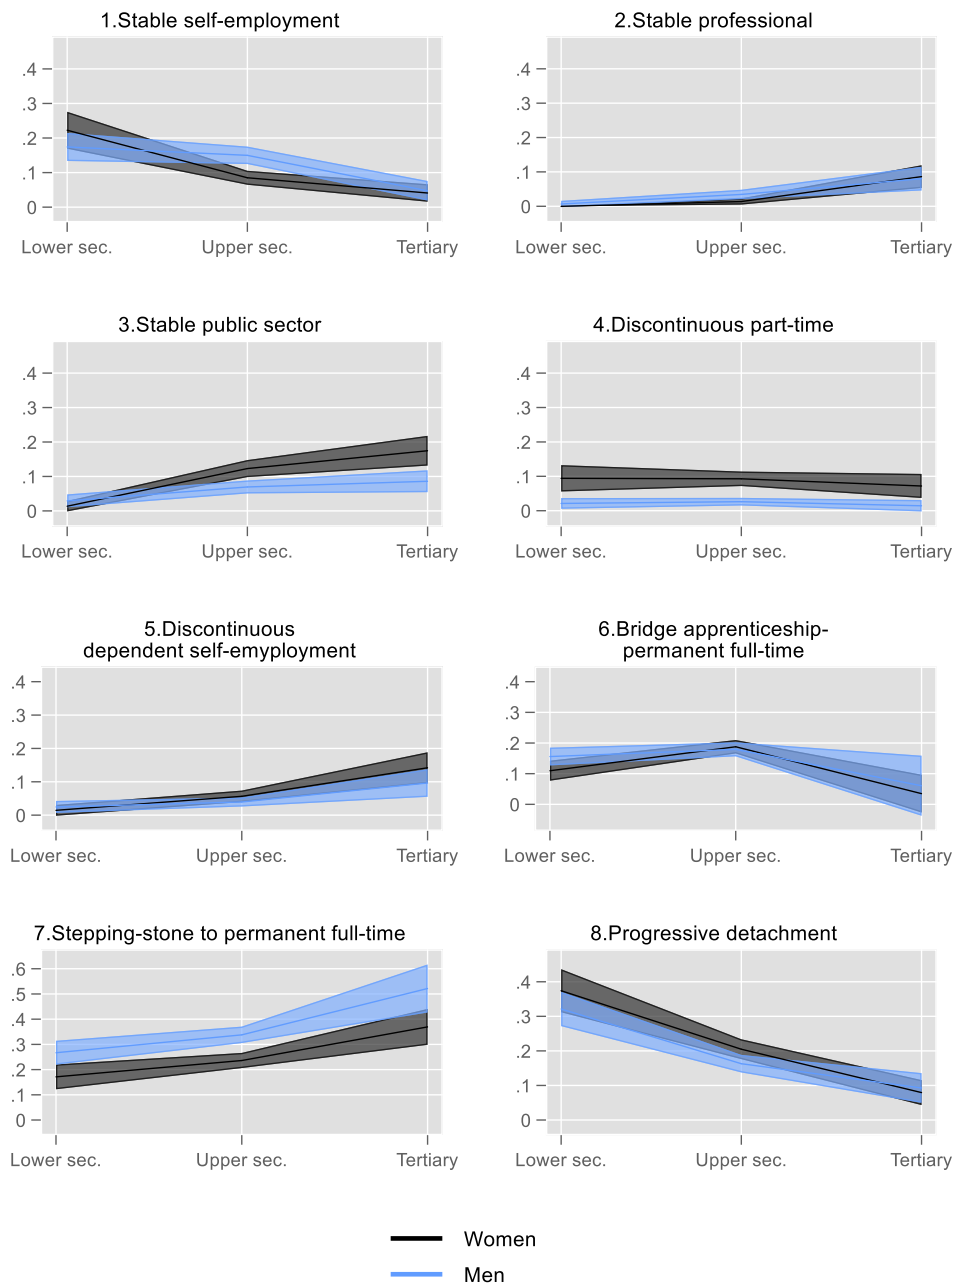 1.Stable self-employment
.4
.3
.2
.1
0
Lower sec. Upper sec. Tertiary
2.Stable professional
.4
.3
.2
.1
0
Lower sec. Upper sec. Tertiary
3.Stable public sector
.4
.3
.2
.1
0
Lower sec. Upper sec. Tertiary
4.Discontinuous part-time
.4
.3
.2
.1
0
Lower sec. Upper sec. Tertiary
5.Discontinuous
dependent self-emyployment
.4
.3
.2
.1
0
Lower sec. Upper sec. Tertiary
6.Bridge apprenticeship-
permanent full-time
.4
.3
.2
.1
0
Lower sec. Upper sec. Tertiary
7.Stepping-stone to permanent full-time
.6
.5
.4
.3
.2
.1
0
Lower sec. Upper sec. Tertiary
8.Progressive detachment
.4
.3
.2
.1
0
Lower sec. Upper sec. Tertiary
Women
Men